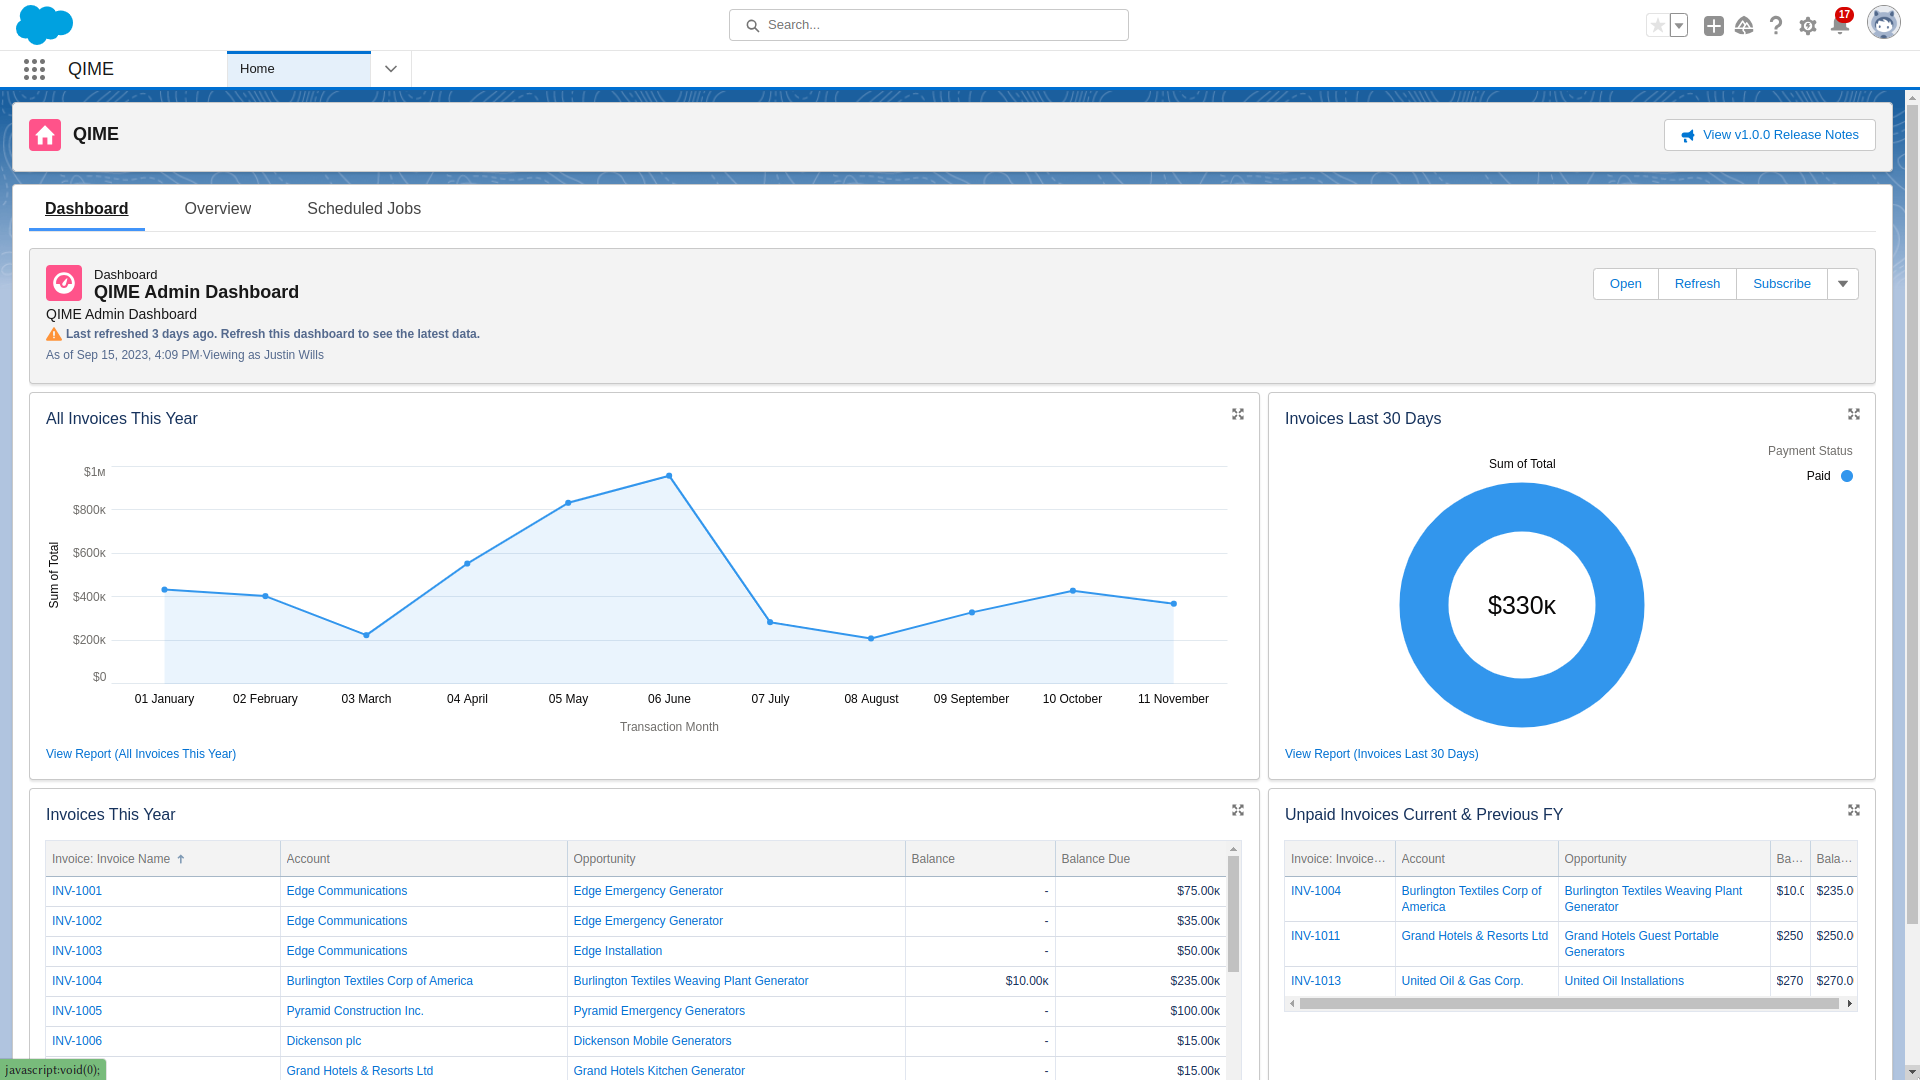 Search...
17
QIME
Home
QIME
View v1.0.0 Release Notes
Dashboard
Overview
Scheduled Jobs
Dashboard
QIME Admin Dashboard
QIME Admin Dashboard
Last refreshed 3 days ago. Refresh this dashboard to see the latest data.
As of Sep 15, 2023, 4:09 PM·Viewing as Justin Wills
Open
Refresh
Subscribe
All Invoices This Year
$1M
$800K
$600K
$400K
$200K
$0
Sum of Total
01 January
02 February
03 March
04 April
05 May
06 June
07 July
08 August
09 September
10 October
11 November
Transaction Month
View Report (All Invoices This Year)
Invoices Last 30 Days
Payment Status
Paid
Sum of Total
$330K
View Report (Invoices Last 30 Days)
Invoices This Year
Invoice: Invoice Name Account Opportunity Balance Balance Due
INV-1001 Edge Communications Edge Emergency Generator - $75.00K
INV-1002 Edge Communications Edge Emergency Generator - $35.00K
INV-1003 Edge Communications Edge Installation - $50.00K
INV-1004 Burlington Textiles Corp of America Burlington Textiles Weaving Plant Generator $10.00K $235.00K
INV-1005 Pyramid Construction Inc. Pyramid Emergency Generators - $100.00K
INV-1006 Dickenson plc Dickenson Mobile Generators - $15.00K
Grand Hotels & Resorts Ltd Grand Hotels Kitchen Generator - $15.00K
Unpaid Invoices Current & Previous FY
Invoice: Invoice... Account Opportunity Ba... Bala...
INV-1004 Burlington Textiles Corp of Burlington Textiles Weaving Plant $10.0 $235.0
America Generator
INV-1011 Grand Hotels & Resorts Ltd Grand Hotels Guest Portable $250 $250.0
Generators
INV-1013 United Oil & Gas Corp. United Oil Installations $270 $270.0
javascript:void(0);